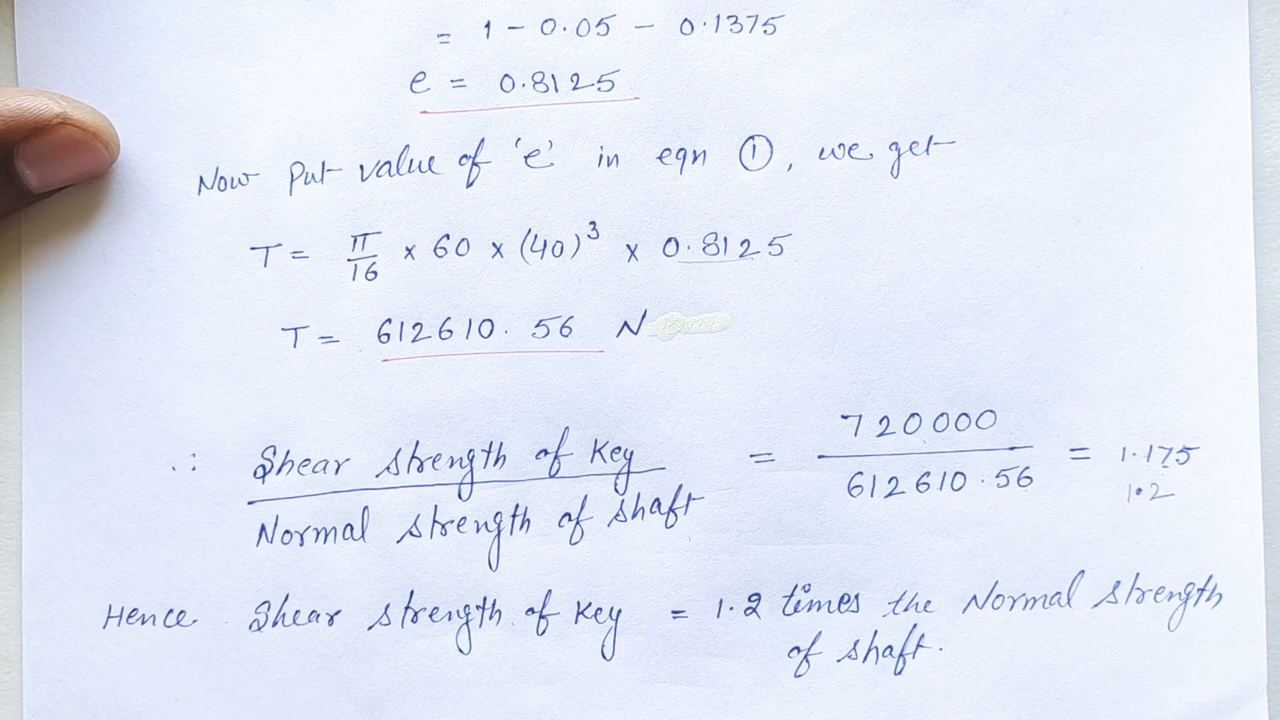 = 1 - 0.05 - 0.1375
e = 0.8125
Now Put value of 'e' in eqn ①, we get
T = π/16 × 60 × (40)³ × 0.8125
T = 612610.56 N
∴ Shear strength of Key / Normal strength of shaft = 720000 / 612610.56 = 1.175
1.2
Hence. Shear strength of Key = 1.2 times the Normal strength
of shaft.